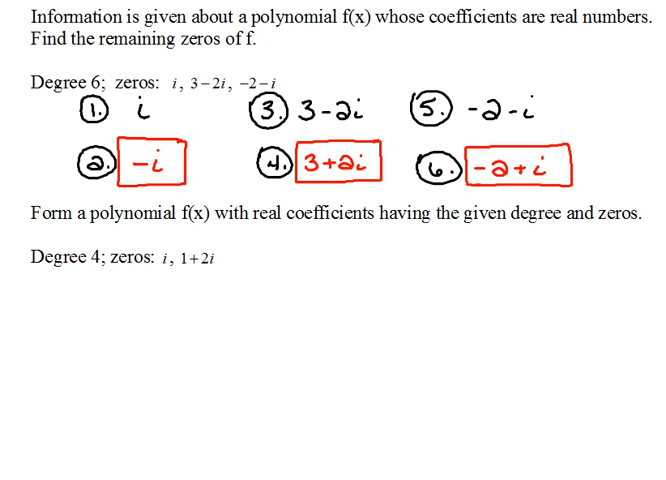 Information is given about a polynomial f(x) whose coefficients are real numbers.
Find the remaining zeros of f.
Degree 6; zeros: i, 3−2i, −2−i
1. i 3. 3-2i 5. -2-i
2. -i 4. 3+2i 6. -2+i
Form a polynomial f(x) with real coefficients having the given degree and zeros.
Degree 4; zeros: i, 1+2i